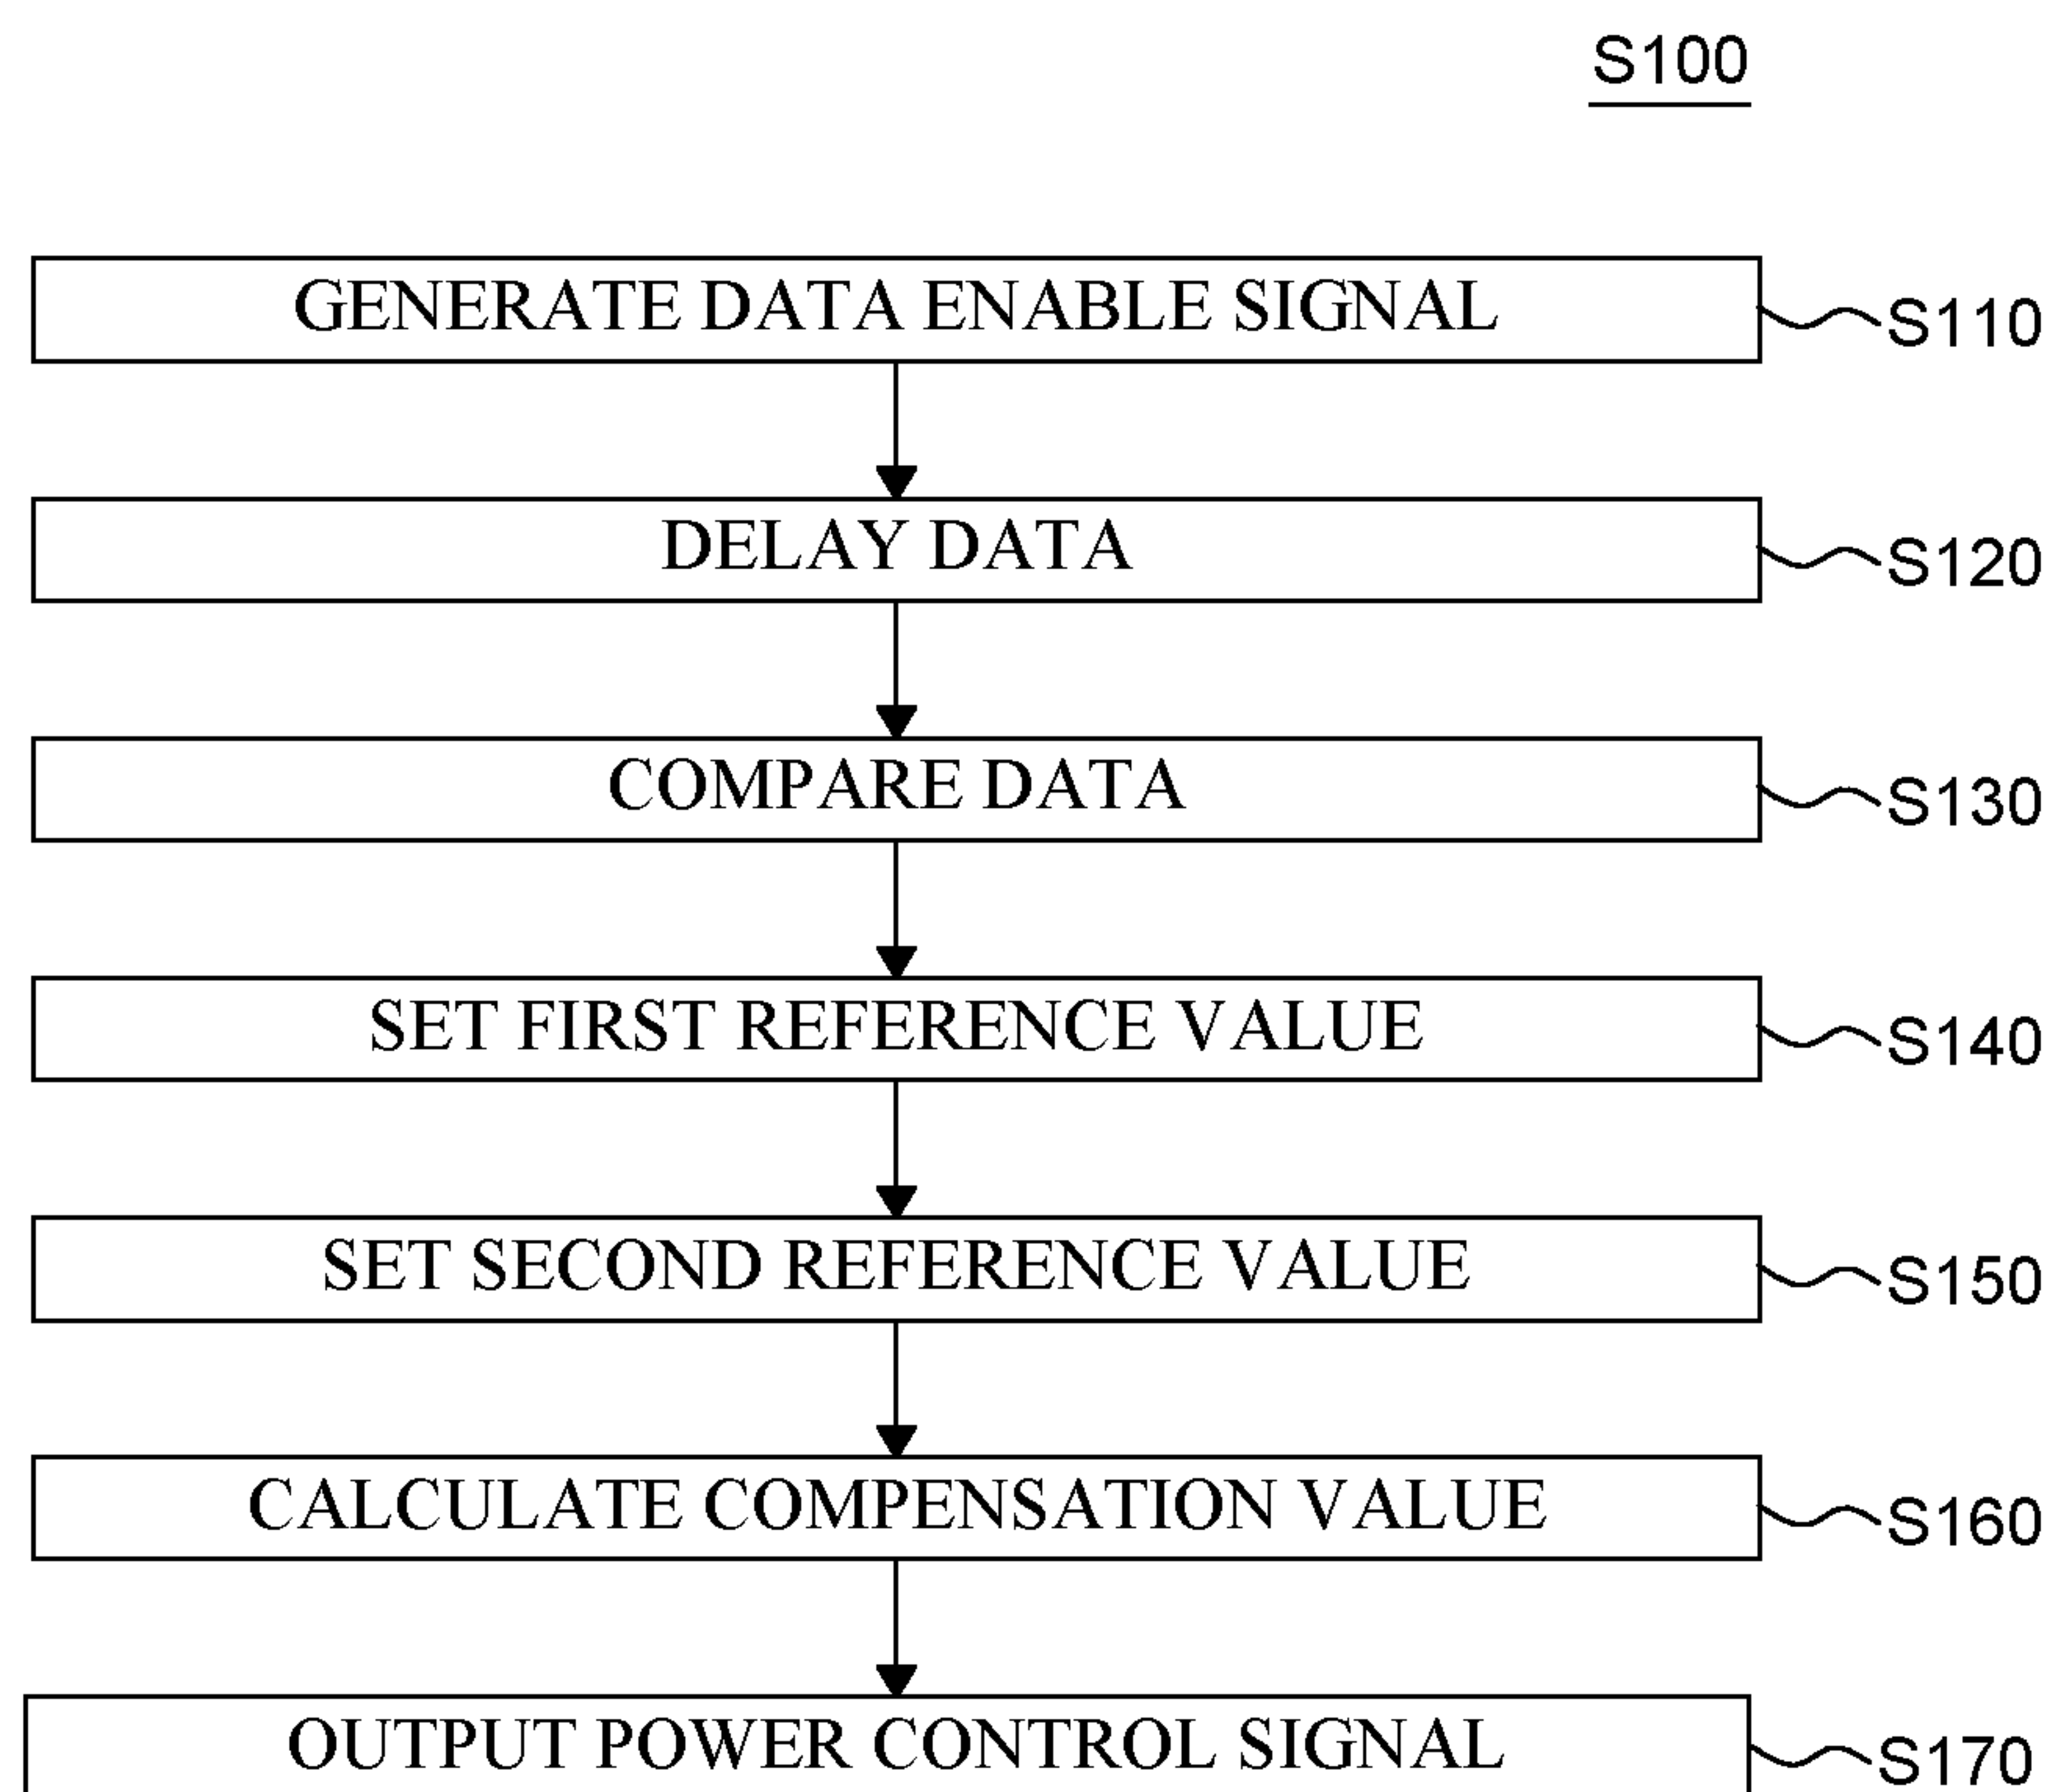 S100
GENERATE DATA ENABLE SIGNAL S110
DELAY DATA S120
COMPARE DATA S130
SET FIRST REFERENCE VALUE S140
SET SECOND REFERENCE VALUE S150
CALCULATE COMPENSATION VALUE S160
OUTPUT POWER CONTROL SIGNAL S170